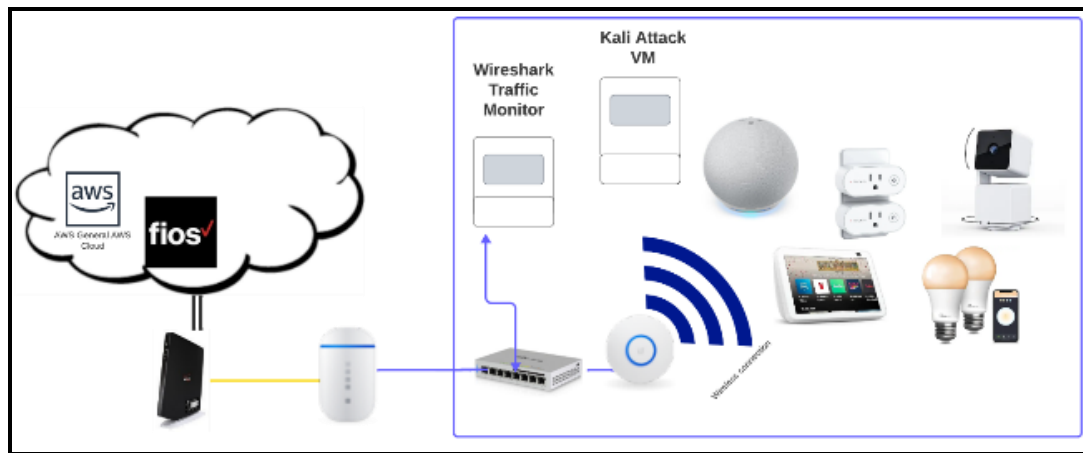 Kali Attack
VM
Wireshark
Traffic
Monitor
aws
AWS General AWS
Cloud
fios
Wireless connection